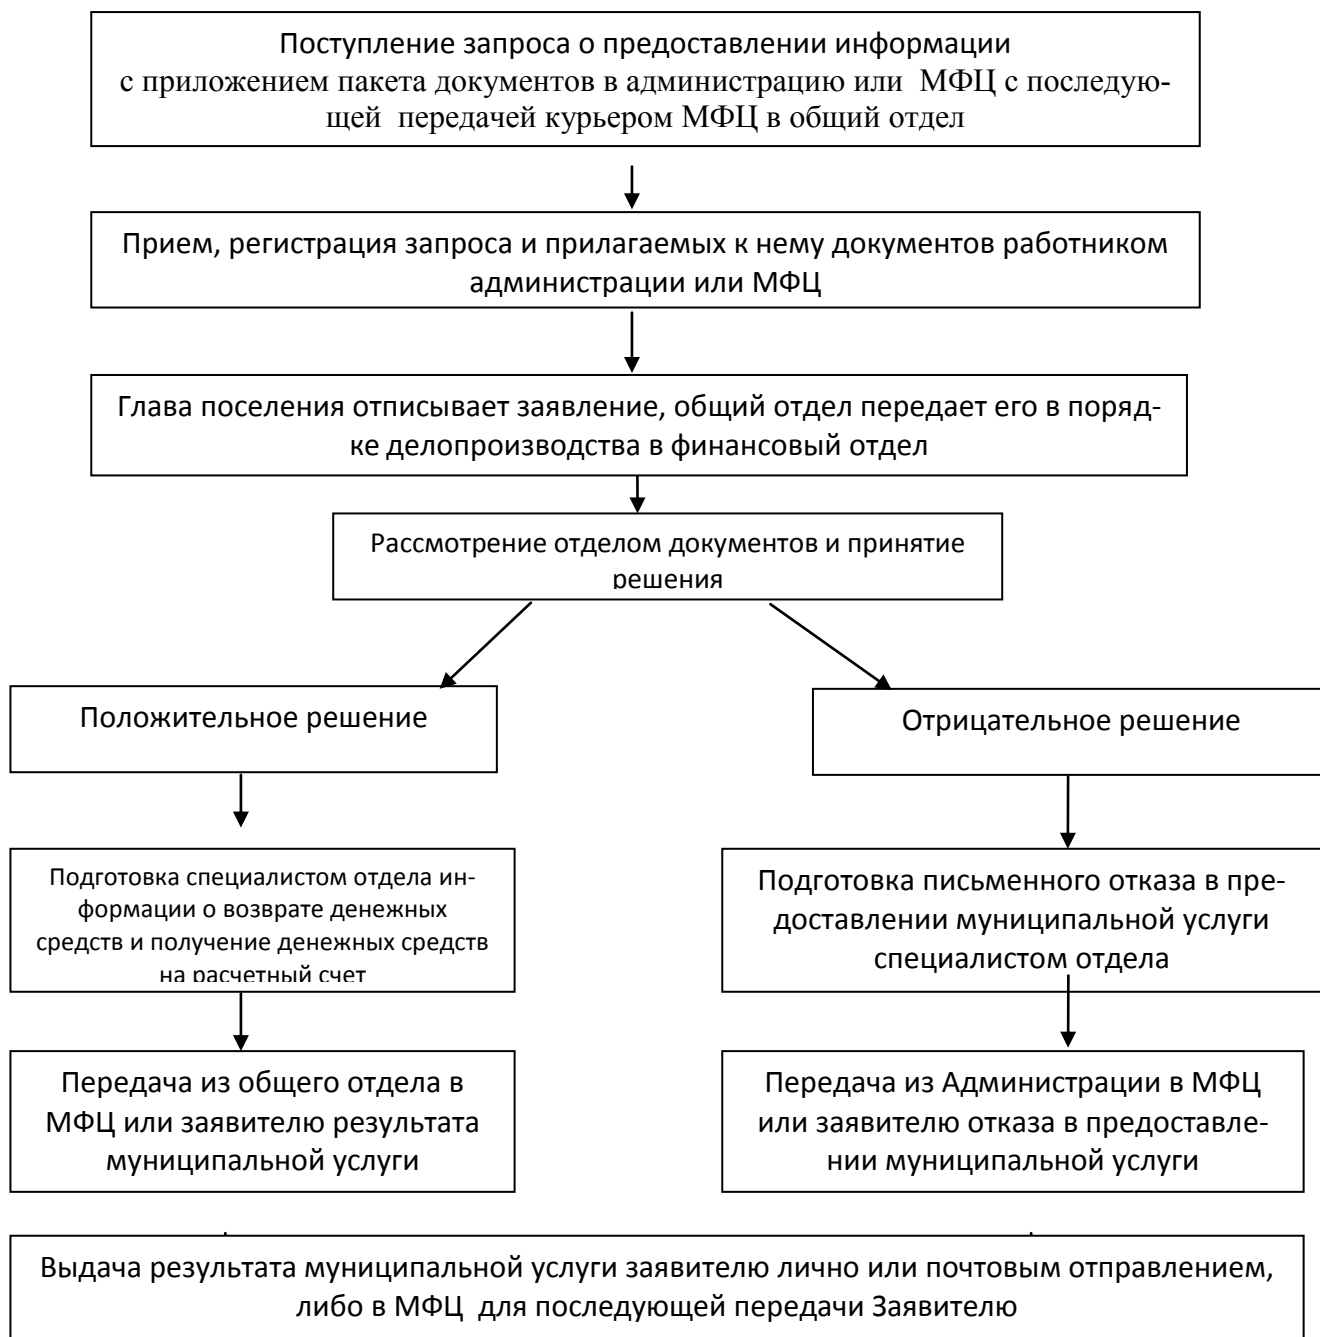 Поступление запроса о предоставлении информации
с приложением пакета документов в администрацию или  МФЦ с последую-
щей  передачей курьером МФЦ в общий отдел
Прием, регистрация запроса и прилагаемых к нему документов работником
администрации или МФЦ
Глава поселения отписывает заявление, общий отдел передает его в поряд-
ке делопроизводства в финансовый отдел
Рассмотрение отделом документов и принятие
решения
Положительное решение
Отрицательное решение
Подготовка специалистом отдела ин-
формации о возврате денежных
средств и получение денежных средств
на расчетный счет
Подготовка письменного отказа в пре-
доставлении муниципальной услуги
специалистом отдела
Передача из общего отдела в
МФЦ или заявителю результата
муниципальной услуги
Передача из Администрации в МФЦ
или заявителю отказа в предоставле-
нии муниципальной услуги
Выдача результата муниципальной услуги заявителю лично или почтовым отправлением,
либо в МФЦ  для последующей передачи Заявителю